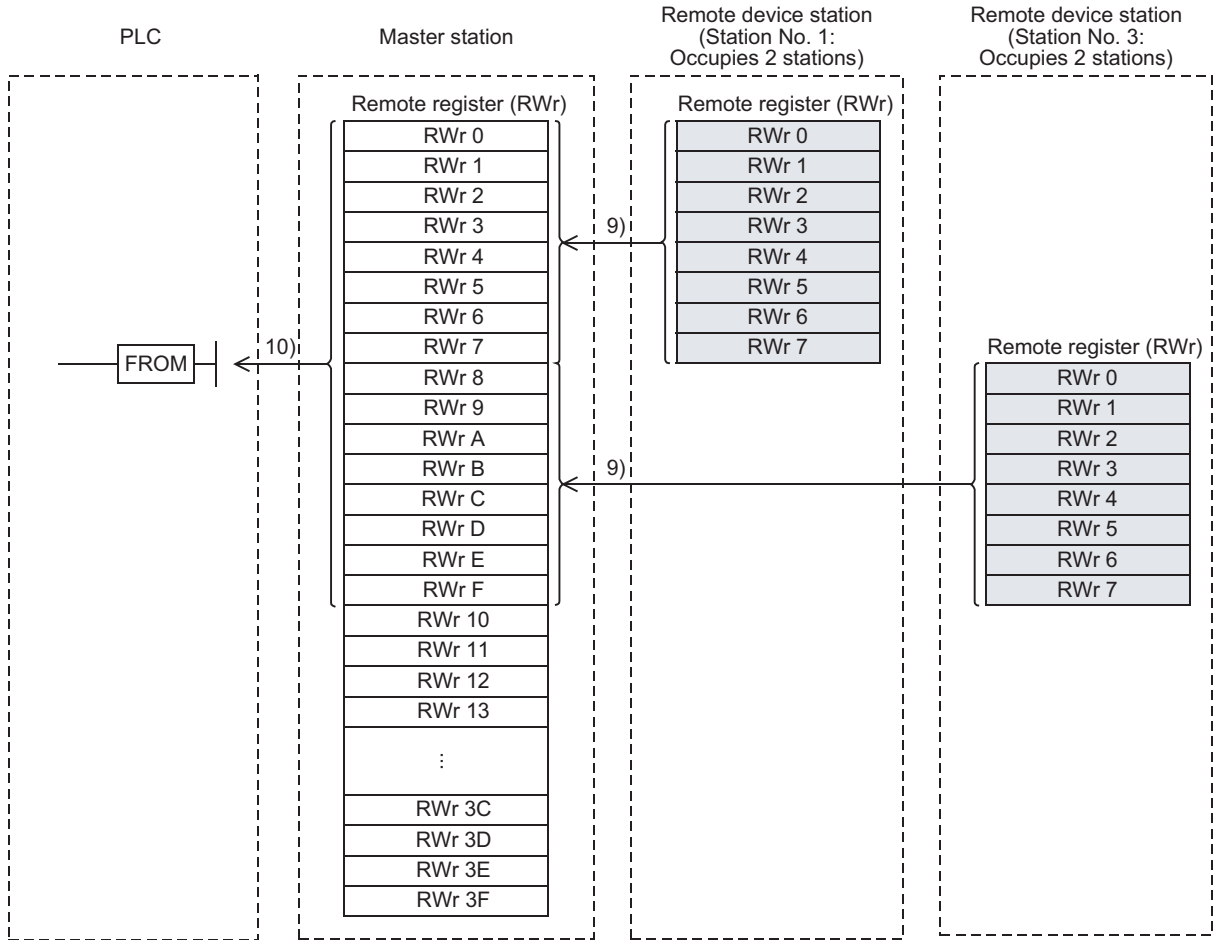 PLC
Master station
Remote device station
(Station No. 1:
Occupies 2 stations)
Remote device station
(Station No. 3:
Occupies 2 stations)
Remote register (RWr)
RWr 0
RWr 1
RWr 2
RWr 3
RWr 4
RWr 5
RWr 6
RWr 7
RWr 8
RWr 9
RWr A
RWr B
RWr C
RWr D
RWr E
RWr F
RWr 10
RWr 11
RWr 12
RWr 13
⋮
RWr 3C
RWr 3D
RWr 3E
RWr 3F
Remote register (RWr)
RWr 0
RWr 1
RWr 2
RWr 3
RWr 4
RWr 5
RWr 6
RWr 7
Remote register (RWr)
RWr 0
RWr 1
RWr 2
RWr 3
RWr 4
RWr 5
RWr 6
RWr 7
9)
9)
10)
FROM